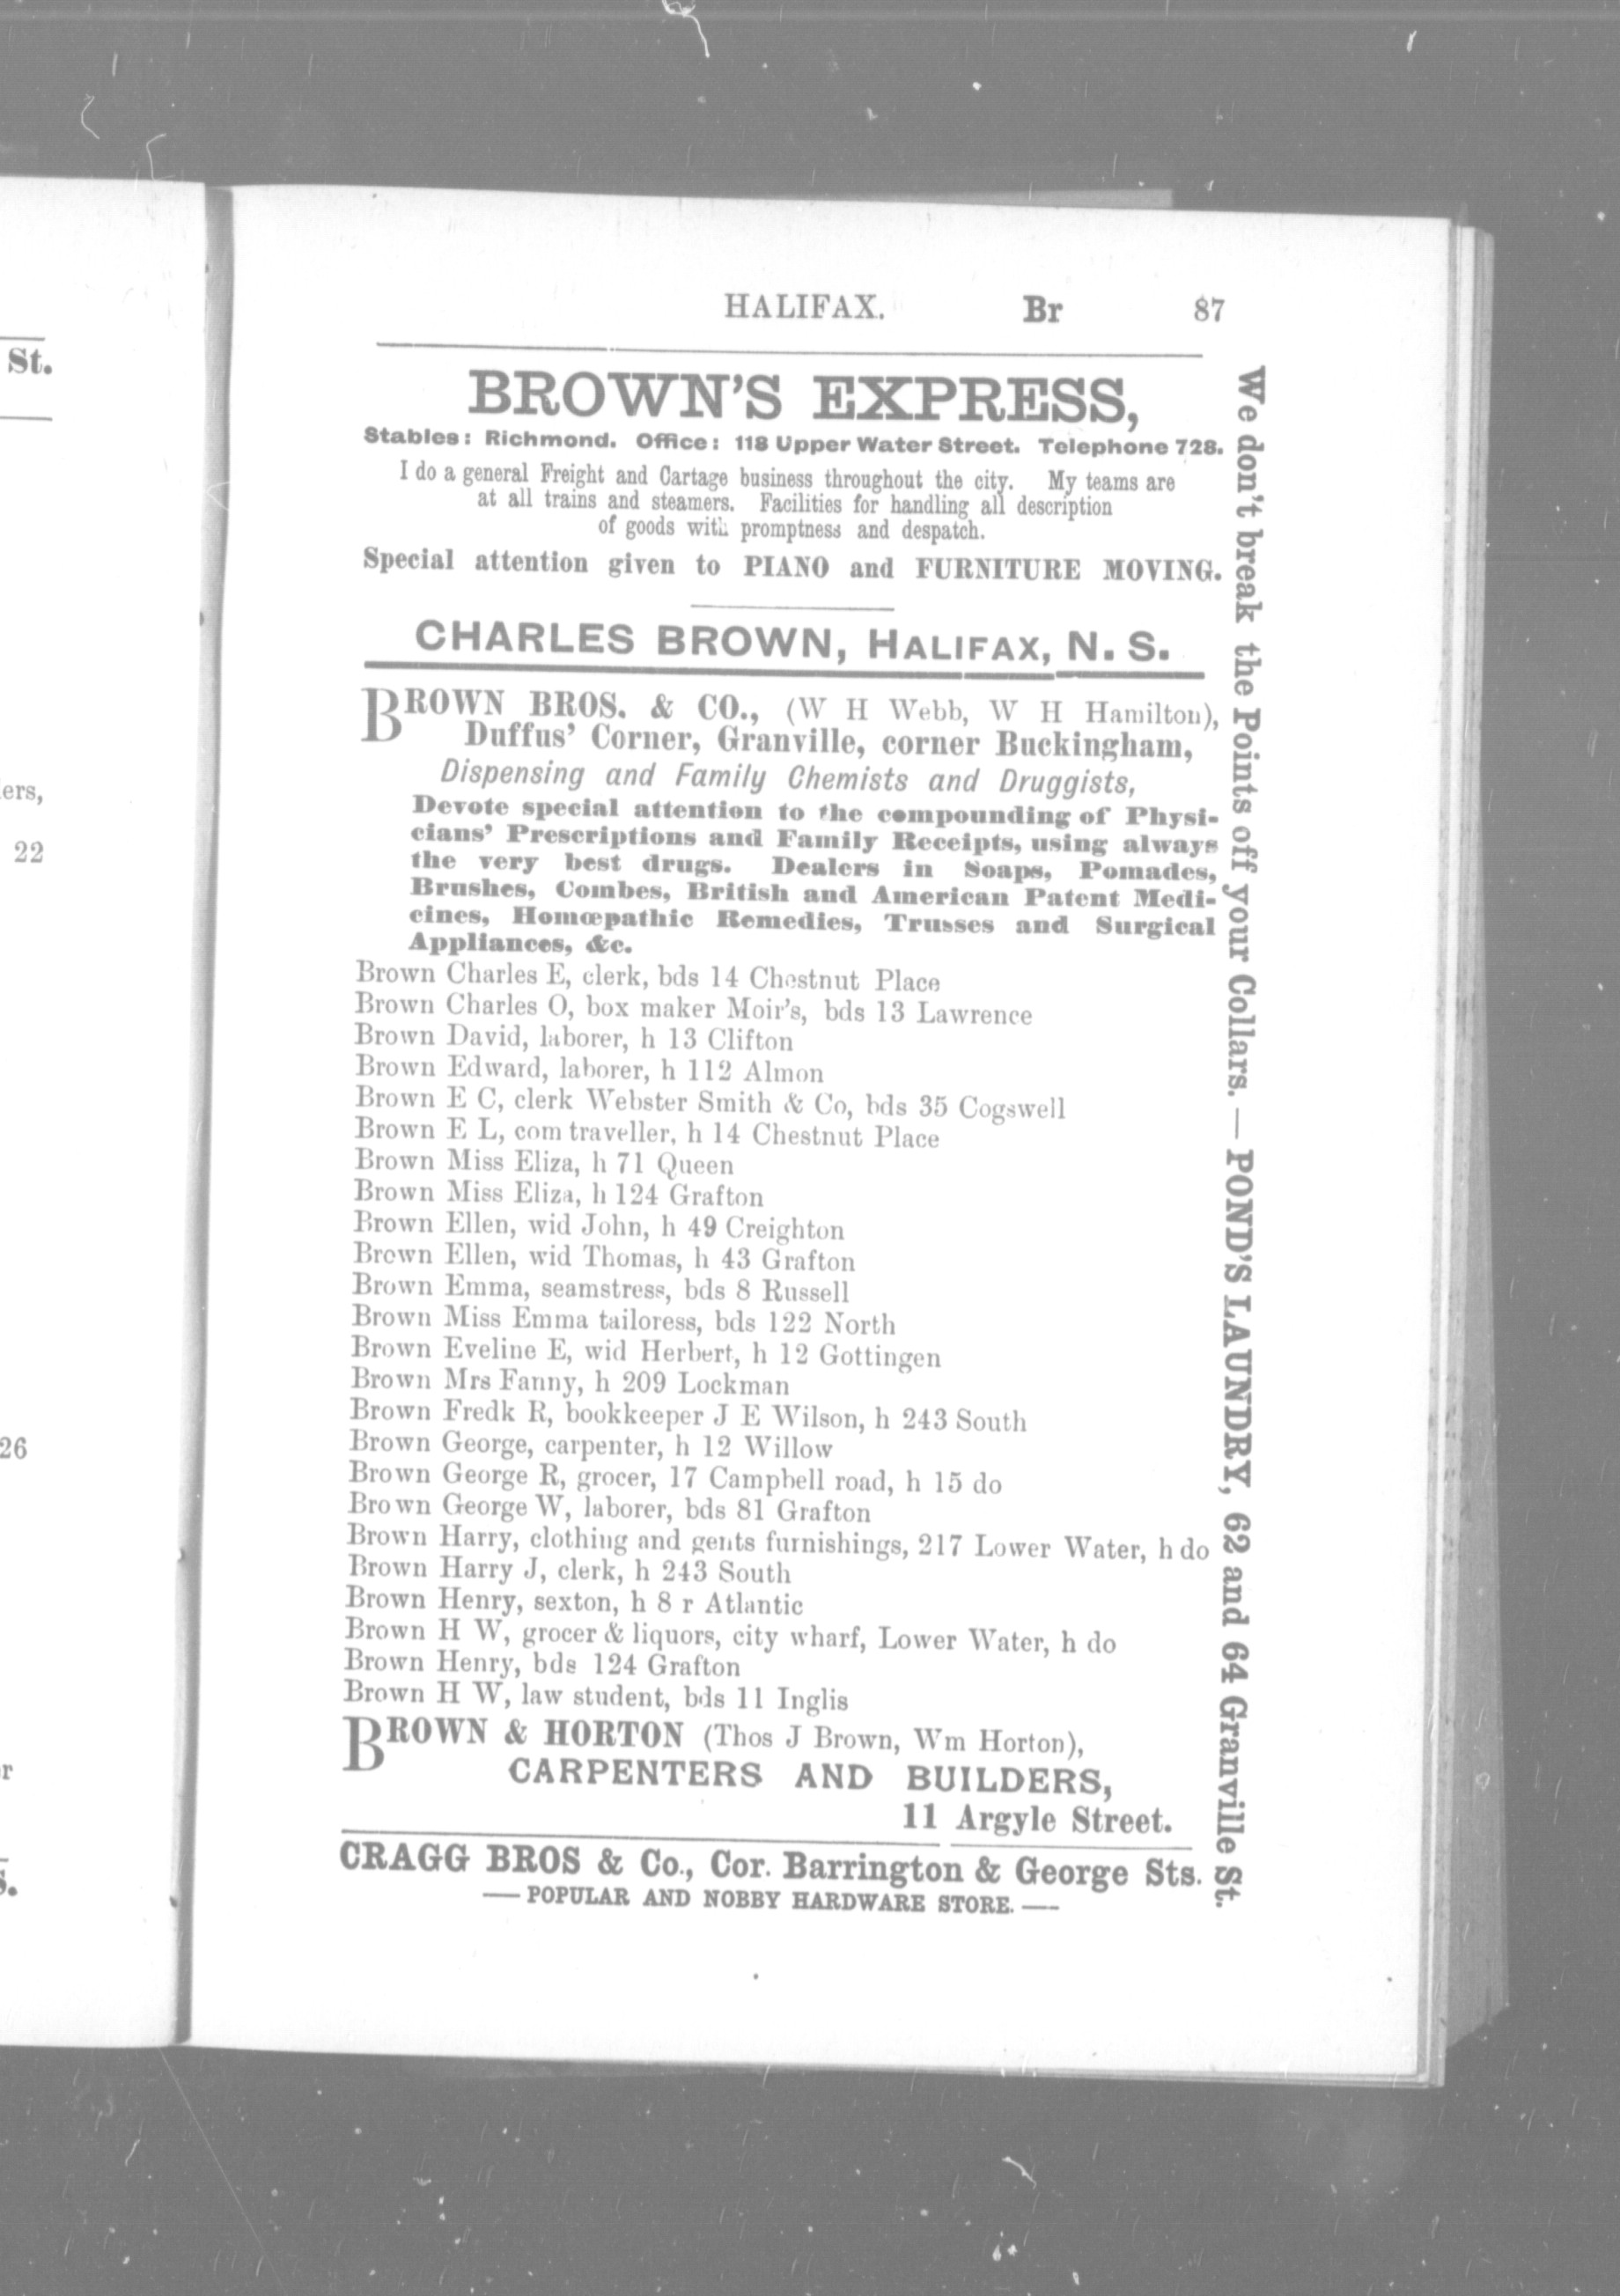 HALIFAX. Br 87
BROWN'S EXPRESS,
Stables: Richmond. Office: 118 Upper Water Street. Telephone 728.
I do a general Freight and Cartage business throughout the city. My teams are
at all trains and steamers. Facilities for handling all description
of goods with promptness and despatch.
Special attention given to PIANO and FURNITURE MOVING.
CHARLES BROWN, HALIFAX, N. S.
BROWN BROS. & CO., (W H Webb, W H Hamilton),
Duffus' Corner, Granville, corner Buckingham,
Dispensing and Family Chemists and Druggists,
Devote special attention to the compounding of Physi-
cians' Prescriptions and Family Receipts, using always
the very best drugs. Dealers in Soaps, Pomades,
Brushes, Combes, British and American Patent Medi-
cines, Homœpathic Remedies, Trusses and Surgical
Appliances, &c.
Brown Charles E, clerk, bds 14 Chestnut Place
Brown Charles O, box maker Moir's, bds 13 Lawrence
Brown David, laborer, h 13 Clifton
Brown Edward, laborer, h 112 Almon
Brown E C, clerk Webster Smith & Co, bds 35 Cogswell
Brown E L, com traveller, h 14 Chestnut Place
Brown Miss Eliza, h 71 Queen
Brown Miss Eliza, h 124 Grafton
Brown Ellen, wid John, h 49 Creighton
Brown Ellen, wid Thomas, h 43 Grafton
Brown Emma, seamstress, bds 8 Russell
Brown Miss Emma tailoress, bds 122 North
Brown Eveline E, wid Herbert, h 12 Gottingen
Brown Mrs Fanny, h 209 Lockman
Brown Fredk R, bookkeeper J E Wilson, h 243 South
Brown George, carpenter, h 12 Willow
Brown George R, grocer, 17 Campbell road, h 15 do
Brown George W, laborer, bds 81 Grafton
Brown Harry, clothing and gents furnishings, 217 Lower Water, h do
Brown Harry J, clerk, h 243 South
Brown Henry, sexton, h 8 r Atlantic
Brown H W, grocer & liquors, city wharf, Lower Water, h do
Brown Henry, bds 124 Grafton
Brown H W, law student, bds 11 Inglis
BROWN & HORTON (Thos J Brown, Wm Horton),
CARPENTERS AND BUILDERS,
11 Argyle Street.
CRAGG BROS & Co., Cor. Barrington & George Sts.
— POPULAR AND NOBBY HARDWARE STORE. —
We don't break the Points off your Collars. — POND'S LAUNDRY, 62 and 64 Granville St.
St.
22
26